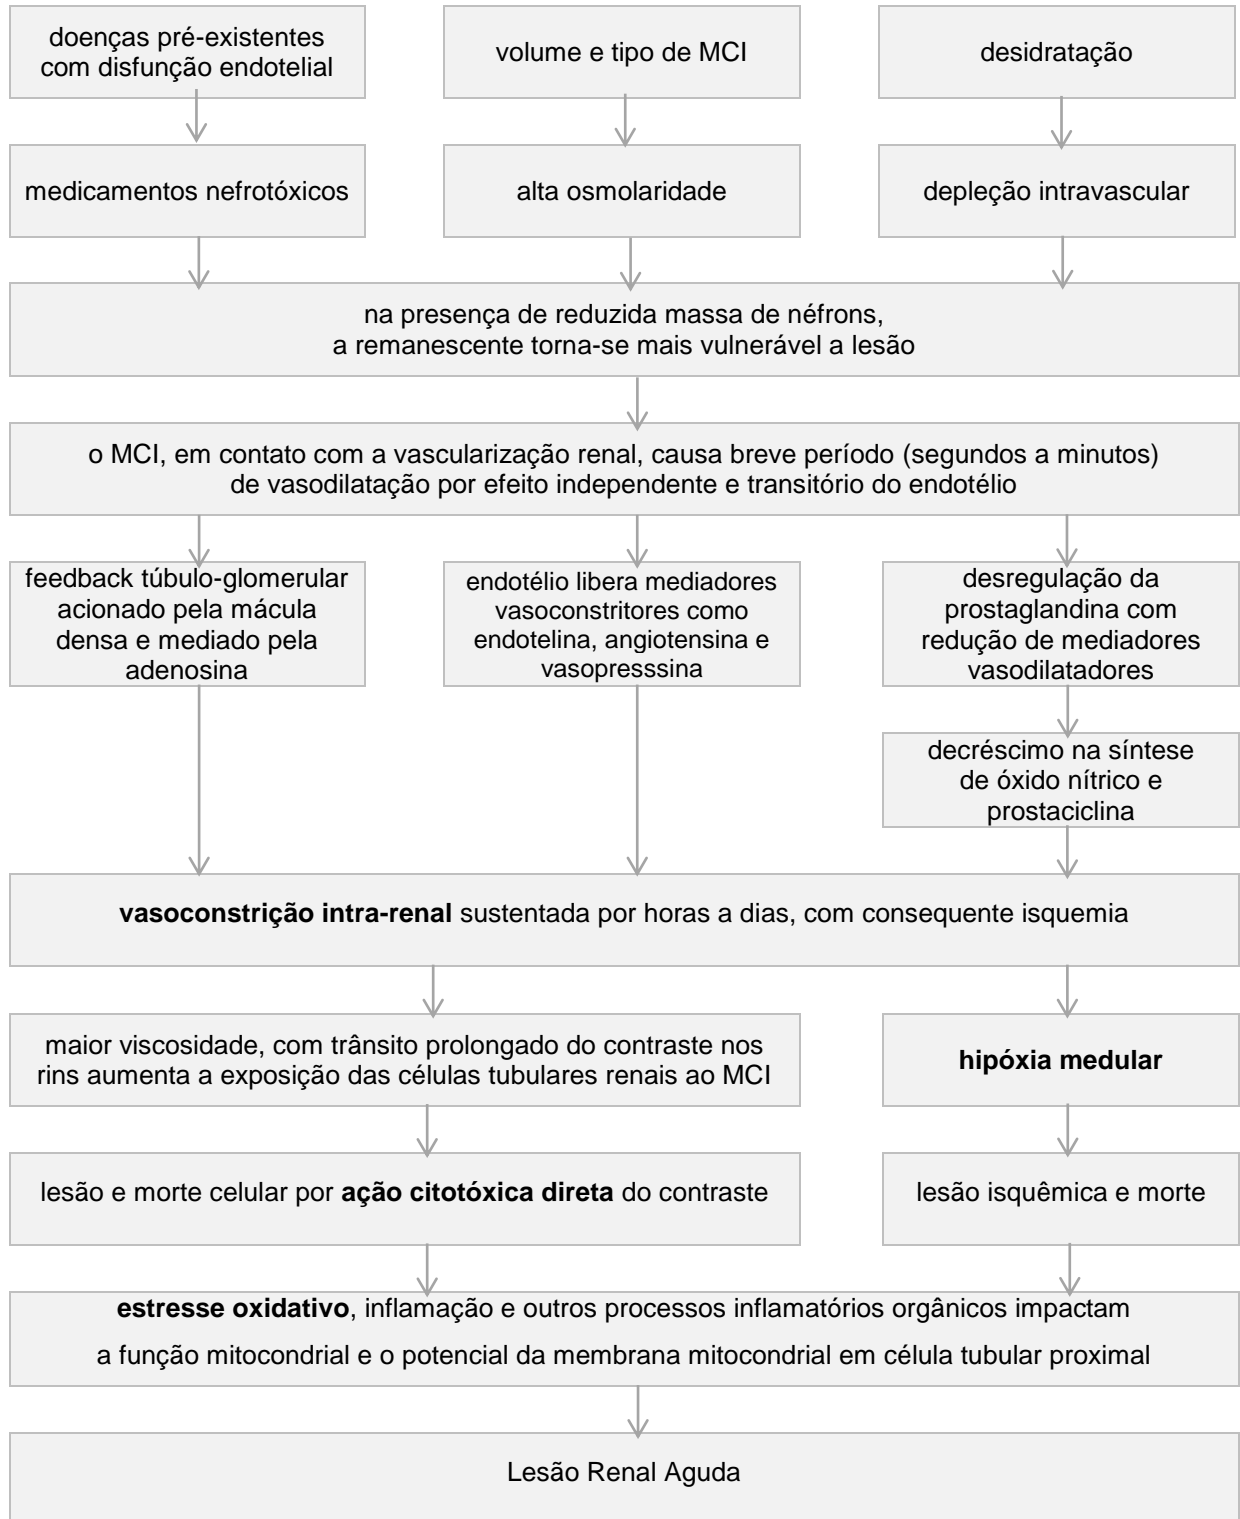 doenças pré-existentes
com disfunção endotelial
volume e tipo de MCI
desidratação
medicamentos nefrotóxicos
alta osmolaridade
depleção intravascular
na presença de reduzida massa de néfrons,
a remanescente torna-se mais vulnerável a lesão
o MCI, em contato com a vascularização renal, causa breve período (segundos a minutos)
de vasodilatação por efeito independente e transitório do endotélio
feedback túbulo-glomerular
acionado pela mácula
densa e mediado pela
adenosina
endotélio libera mediadores
vasoconstritores como
endotelina, angiotensina e
vasopresssina
desregulação da
prostaglandina com
redução de mediadores
vasodilatadores
decréscimo na síntese
de óxido nítrico e
prostaciclina
vasoconstrição intra-renal sustentada por horas a dias, com consequente isquemia
maior viscosidade, com trânsito prolongado do contraste nos
rins aumenta a exposição das células tubulares renais ao MCI
hipóxia medular
lesão e morte celular por ação citotóxica direta do contraste
lesão isquêmica e morte
estresse oxidativo, inflamação e outros processos inflamatórios orgânicos impactam
a função mitocondrial e o potencial da membrana mitocondrial em célula tubular proximal
Lesão Renal Aguda